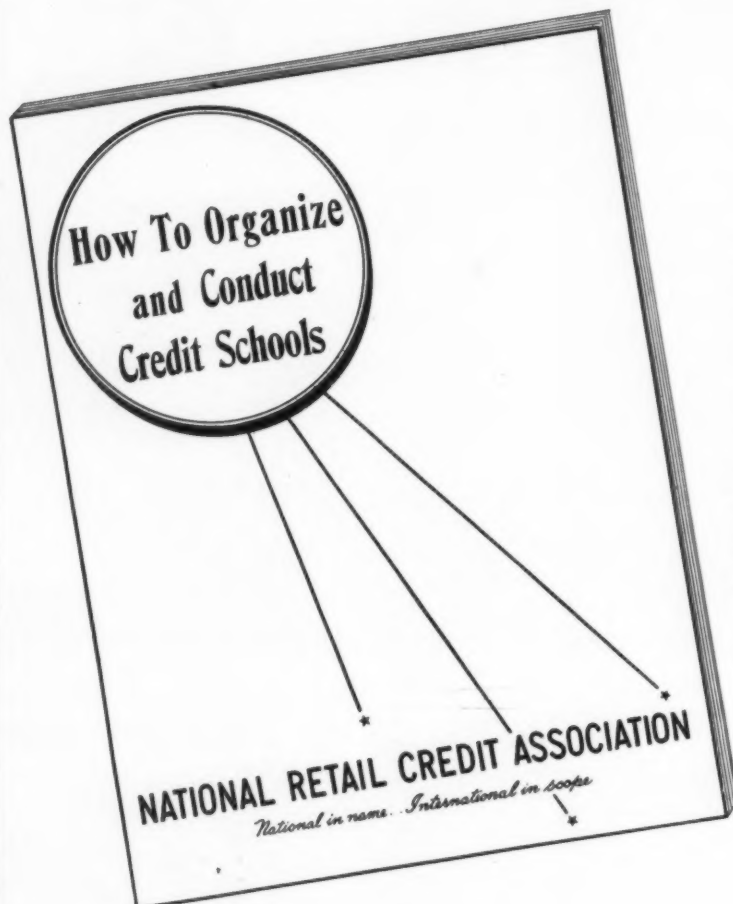 How To Organize
and Conduct
Credit Schools
NATIONAL RETAIL CREDIT ASSOCIATION
National in name...International in scope